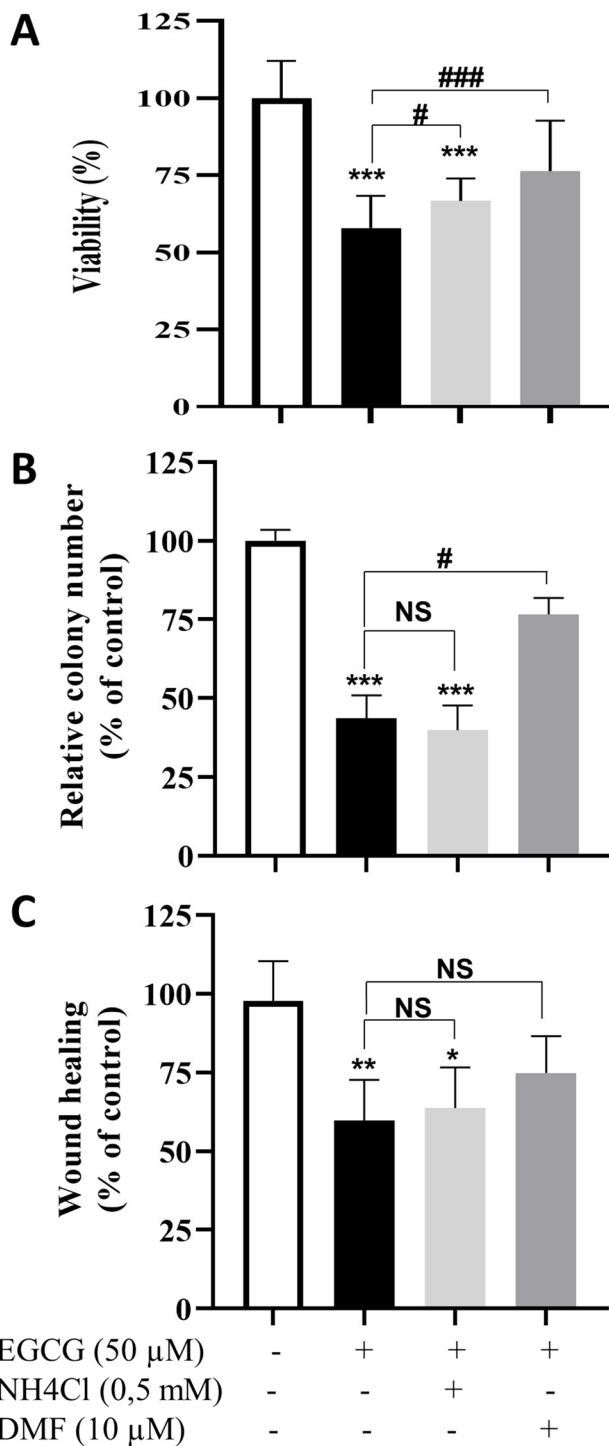 A
Viability (%)
125
100
75
50
25
0
###
#
***
***
B
Relative colony number
(% of control)
125
100
75
50
25
0
#
NS
***
***
C
Wound healing
(% of control)
125
100
75
50
25
0
NS
NS
**
*
EGCG (50 µM) - + + +
NH4Cl (0,5 mM) - - + -
DMF (10 µM) - - - +